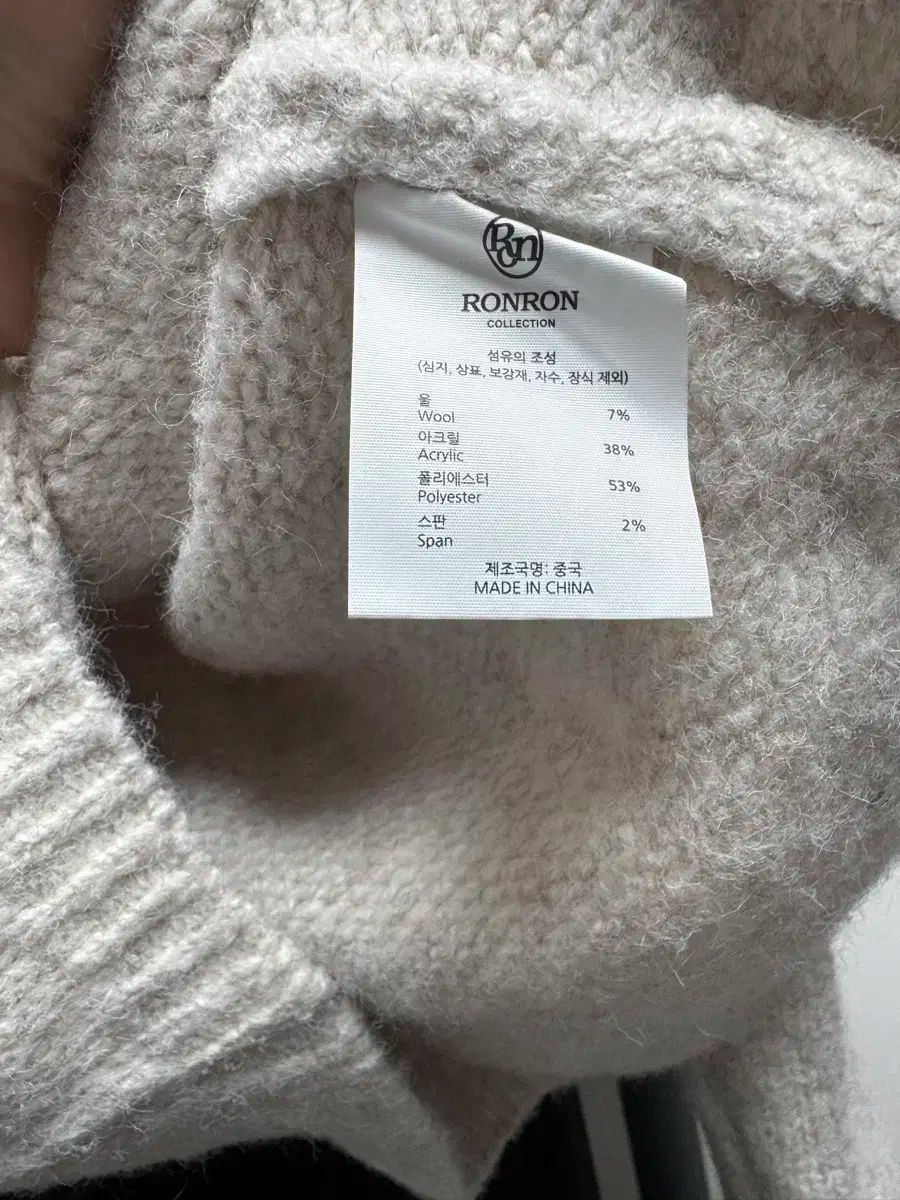 Ron
RONRON
COLLECTION
섬유의 조성
(심지, 상표, 보강재, 자수, 장식 제외)
울
Wool 7%
아크릴
Acrylic 38%
폴리에스터
Polyester 53%
스판
Span 2%
제조국명: 중국
MADE IN CHINA